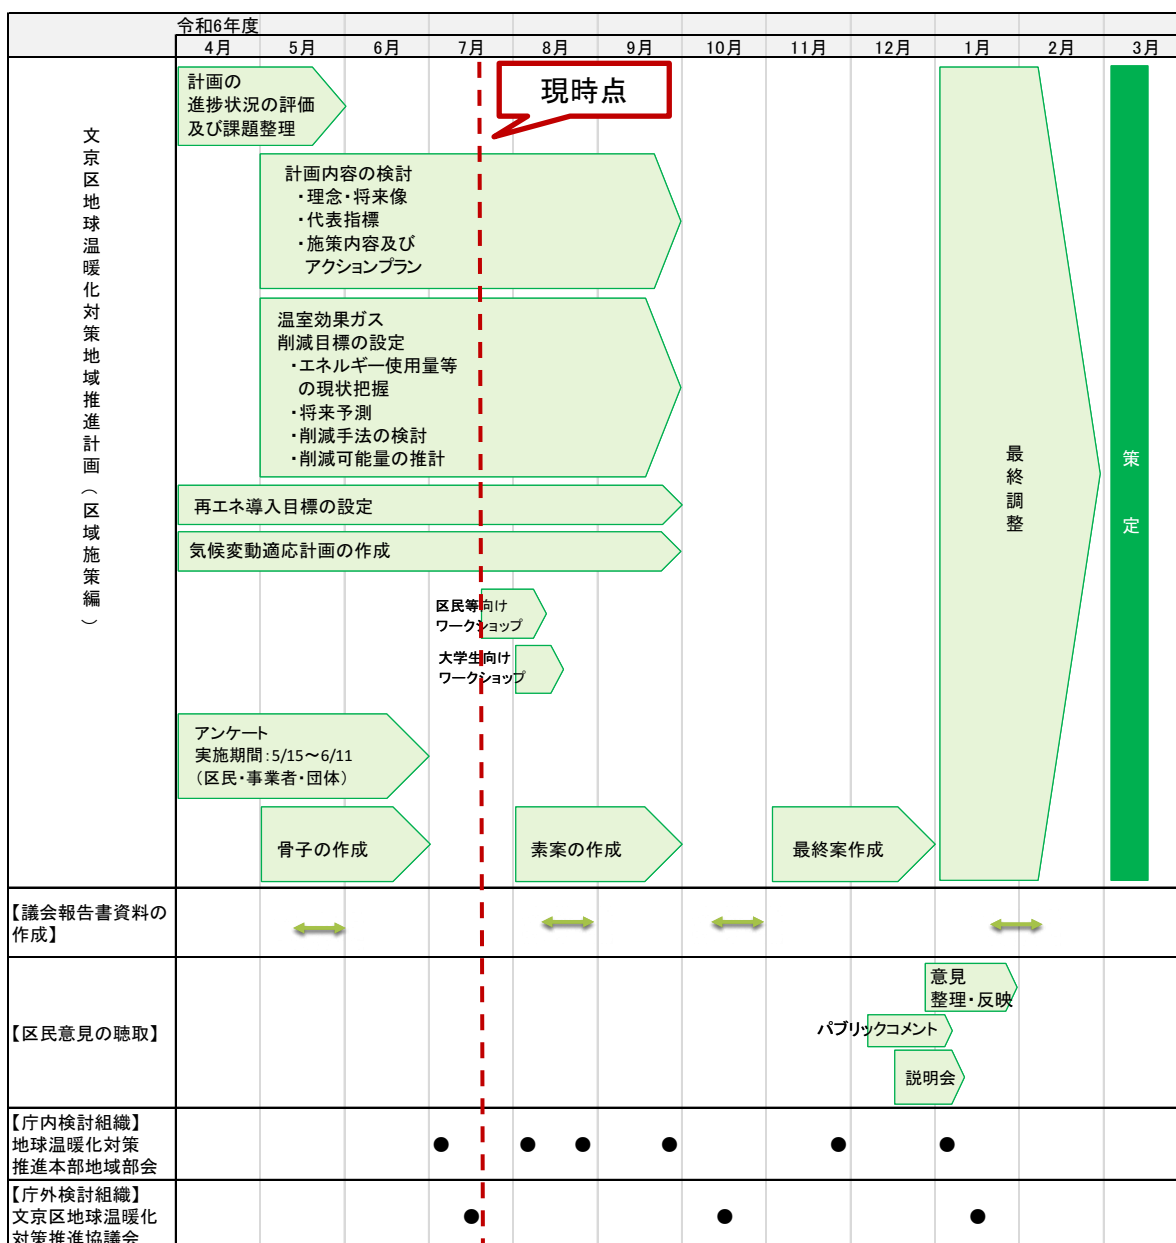 令和6年度
4月 5月 6月 7月 8月 9月 10月 11月 12月 1月 2月 3月
現時点
文京区地球温暖化対策地域推進計画(区域施策編)
計画の
進捗状況の評価
及び課題整理
計画内容の検討
・理念・将来像
・代表指標
・施策内容及び
アクションプラン
温室効果ガス
削減目標の設定
・エネルギー使用量等
の現状把握
・将来予測
・削減手法の検討
・削減可能量の推計
再エネ導入目標の設定
気候変動適応計画の作成
区民等向け
ワークショップ
大学生向け
ワークショップ
アンケート
実施期間:5/15~6/11
(区民・事業者・団体)
骨子の作成
素案の作成
最終案作成
最終調整
策定
【議会報告書資料の
作成】
【区民意見の聴取】
意見
整理・反映
パブリックコメント
説明会
【庁内検討組織】
地球温暖化対策
推進本部地域部会
【庁外検討組織】
文京区地球温暖化
対策推進協議会